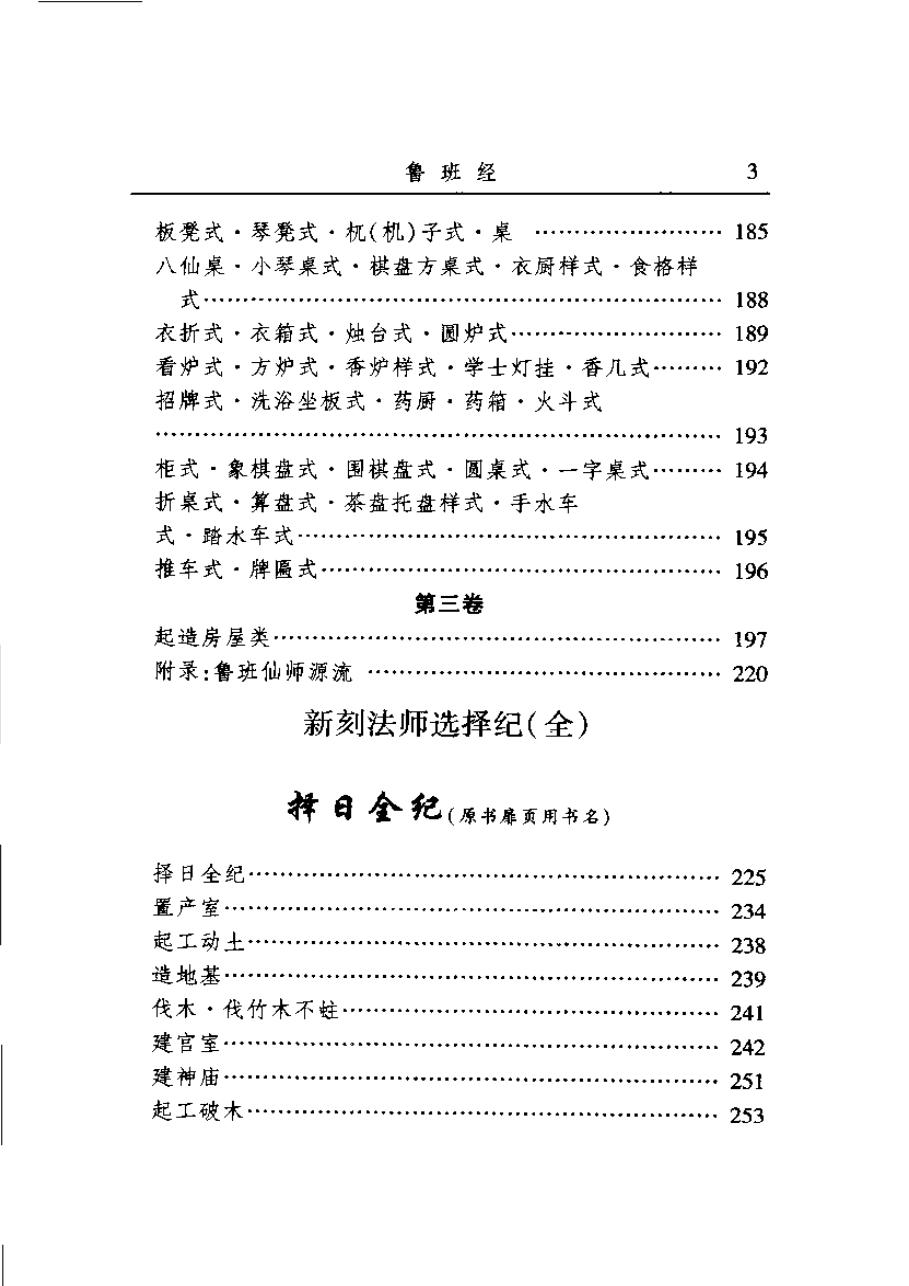 鲁班经 3
板凳式·琴凳式·杌(机)子式·桌 …………………… 185
八仙桌·小琴桌式·棋盘方桌式·衣厨样式·食格样
式…………………………………………………………… 188
衣折式·衣箱式·烛台式·圆炉式……………………… 189
看炉式·方炉式·香炉样式·学士灯挂·香几式……… 192
招牌式·洗浴坐板式·药厨·药箱·火斗式
………………………………………………………………… 193
柜式·象棋盘式·围棋盘式·圆桌式·一字桌式……… 194
折桌式·算盘式·茶盘托盘样式·手水车
式·踏水车式……………………………………………… 195
推车式·牌匾式…………………………………………… 196
第三卷
起造房屋类………………………………………………… 197
附录:鲁班仙师源流 ……………………………………… 220
新刻法师选择纪(全)
择日全纪(原书扉页用书名)
择日全纪…………………………………………………… 225
置产室……………………………………………………… 234
起工动土…………………………………………………… 238
造地基……………………………………………………… 239
伐木·伐竹木不蛀………………………………………… 241
建官室……………………………………………………… 242
建神庙……………………………………………………… 251
起工破木…………………………………………………… 253